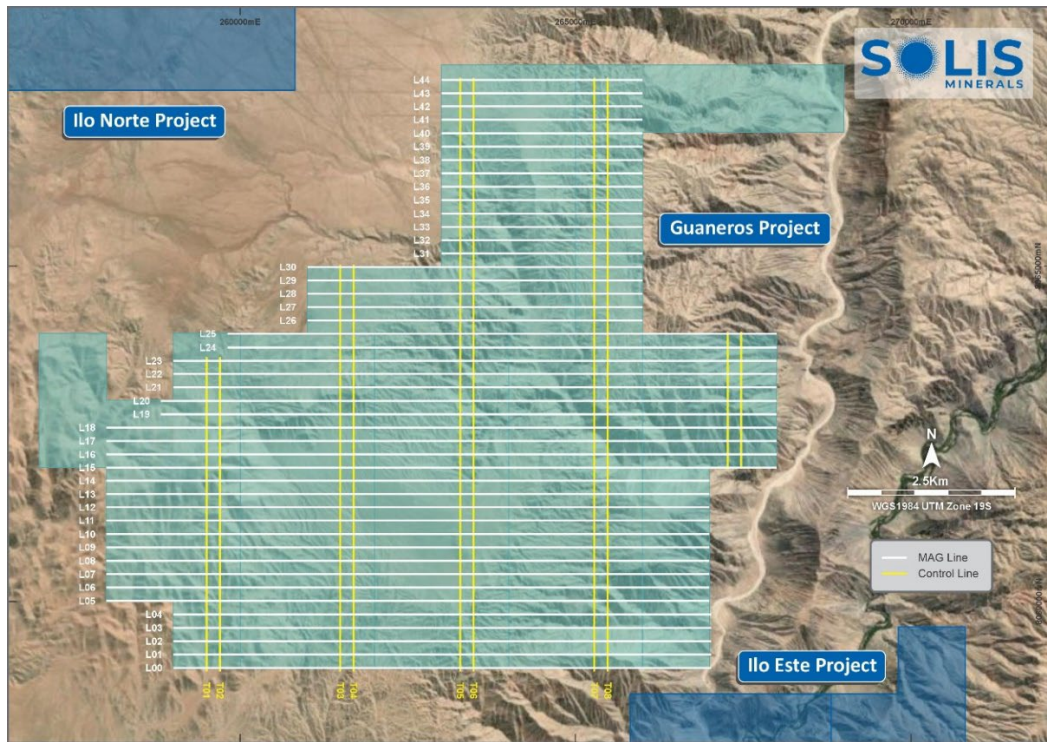 260000mE
265000mE
270000mE
SOLIS
MINERALS
Ilo Norte Project
Guaneros Project
L44
L43
L42
L41
L40
L39
L38
L37
L36
L35
L34
L33
L32
L31
L30
L29
L28
L27
L26
L25
L24
L23
L22
L21
L20
L19
L18
L17
L16
L15
L14
L13
L12
L11
L10
L09
L08
L07
L06
L05
L04
L03
L02
L01
L00
T01
T02
T03
T04
T05
T06
T07
T08
N
2.5Km
WGS1984 UTM Zone 19S
MAG Line
Control Line
Ilo Este Project